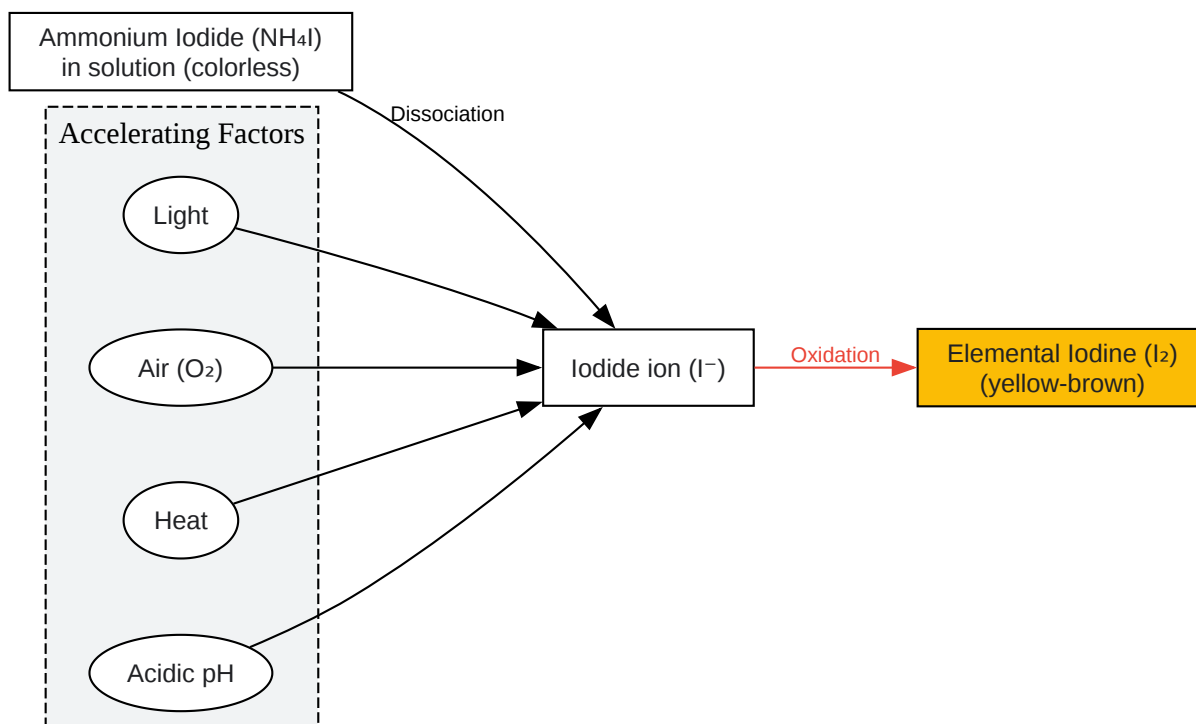 Ammonium Iodide (NH₄I)
in solution (colorless)
Dissociation
Accelerating Factors
Light
Air (O₂)
Heat
Acidic pH
Iodide ion (I⁻)
Oxidation
Elemental Iodine (I₂)
(yellow-brown)